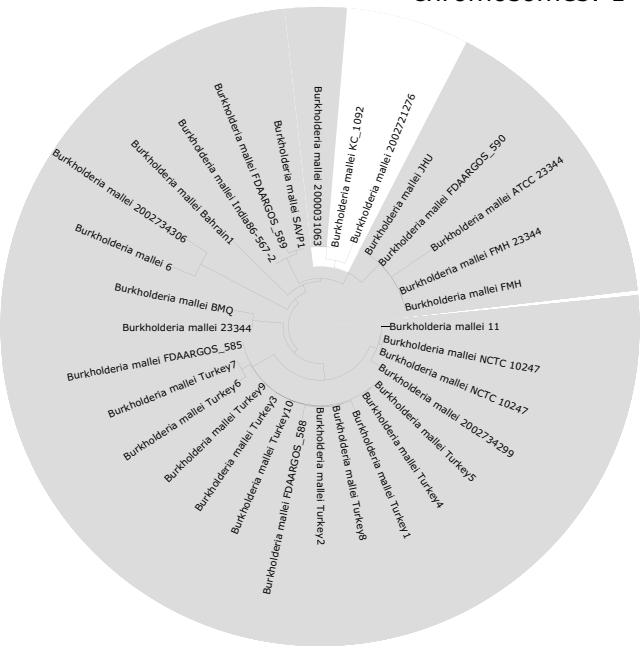 Burkholderia mallei 2000031063
Burkholderia mallei KC_1092
Burkholderia mallei 2002721276
Burkholderia mallei JHU
Burkholderia mallei FDAARGOS_590
Burkholderia mallei ATCC 23344
Burkholderia mallei FMH 23344
Burkholderia mallei FMH
Burkholderia mallei 11
Burkholderia mallei NCTC 10247
Burkholderia mallei NCTC 10247
Burkholderia mallei 2002734299
Burkholderia mallei Turkey5
Burkholderia mallei Turkey4
Burkholderia mallei Turkey1
Burkholderia mallei Turkey8
Burkholderia mallei Turkey2
Burkholderia mallei FDAARGOS_588
Burkholderia mallei Turkey10
Burkholderia mallei Turkey3
Burkholderia mallei Turkey9
Burkholderia mallei Turkey6
Burkholderia mallei Turkey7
Burkholderia mallei FDAARGOS_585
Burkholderia mallei 23344
Burkholderia mallei BMQ
Burkholderia mallei 6
Burkholderia mallei 2002734306
Burkholderia mallei Bahrain1
Burkholderia mallei India86-567-2
Burkholderia mallei FDAARGOS_589
Burkholderia mallei SAVP1